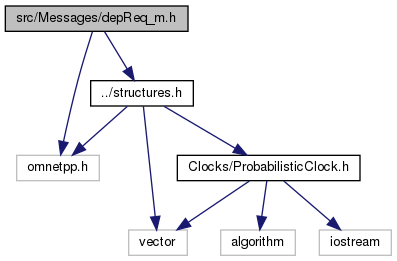 src/Messages/depReq_m.h
../structures.h
omnetpp.h
Clocks/ProbabilisticClock.h
vector
algorithm
iostream